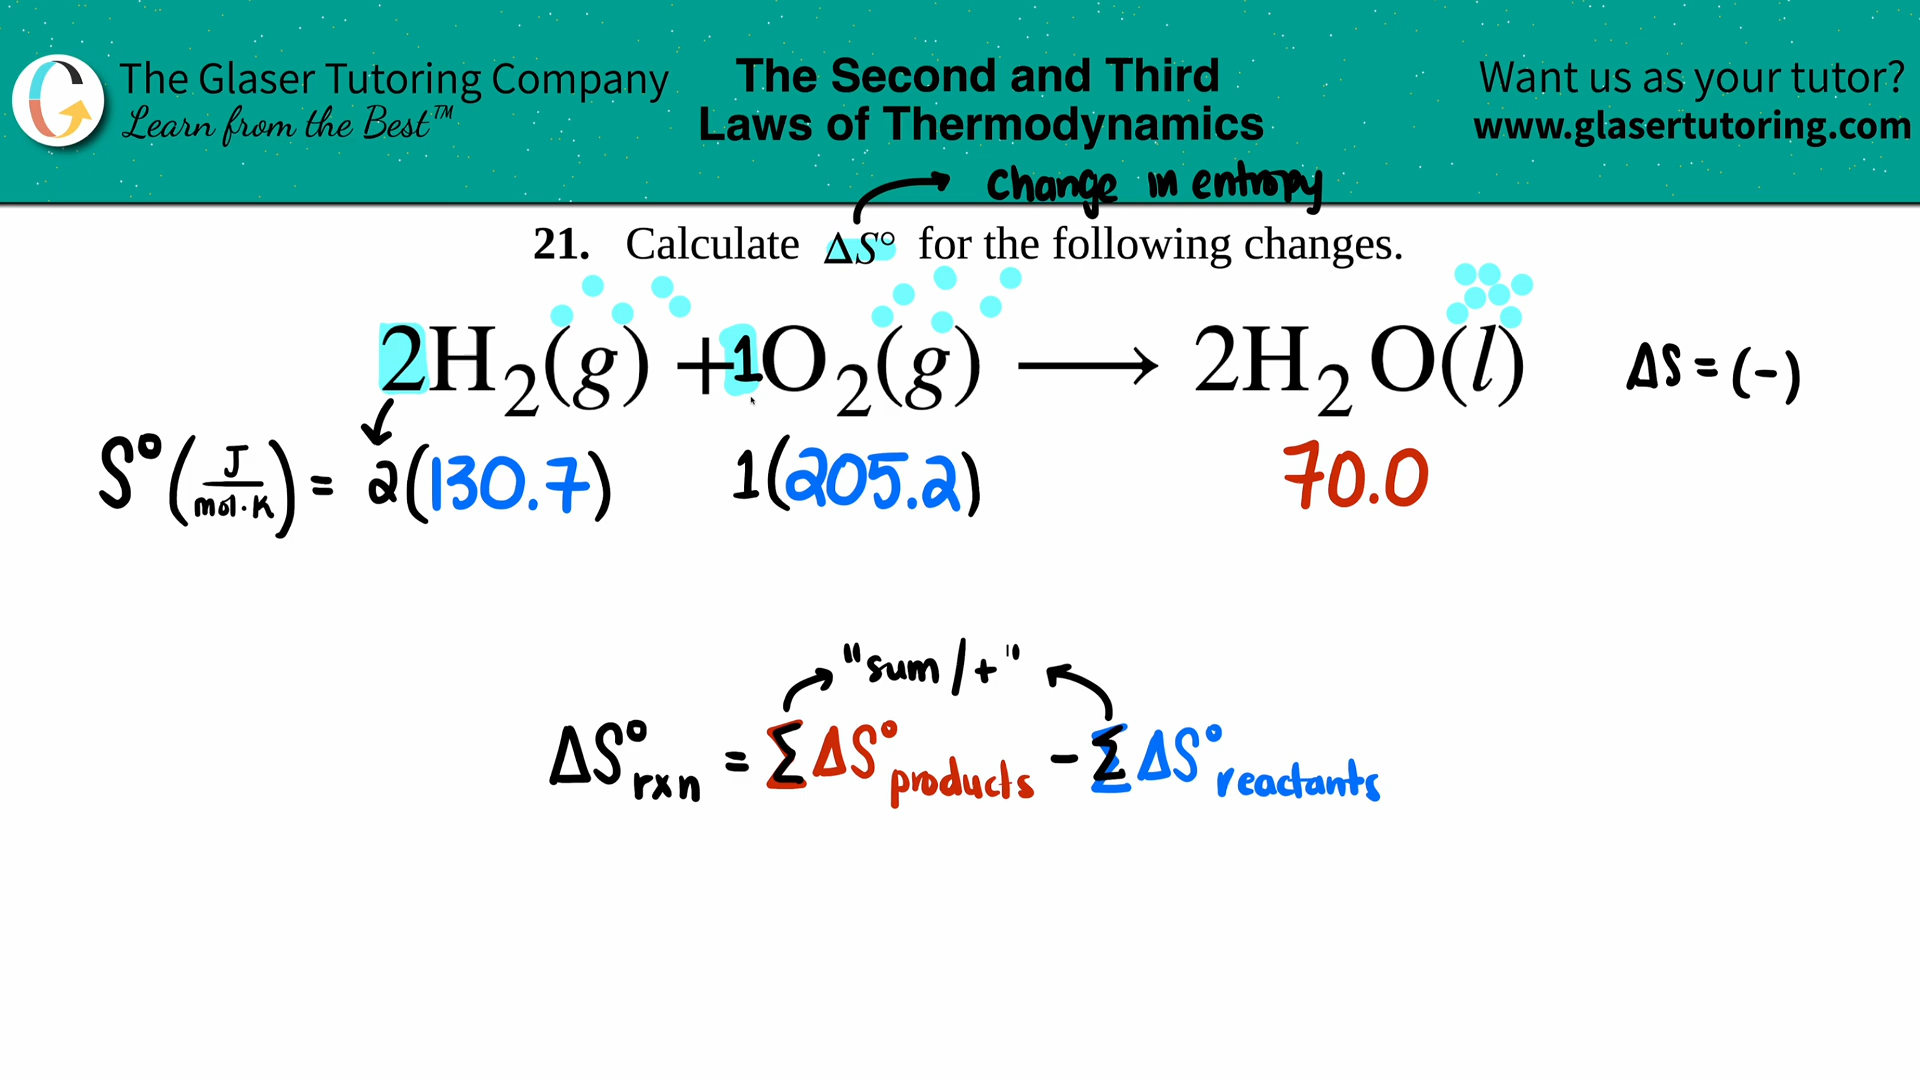 The Glaser Tutoring Company
Learn from the Best™
The Second and Third
Laws of Thermodynamics
Want us as your tutor?
www.glasertutoring.com
Change in entropy
21. Calculate ΔS° for the following changes.
2H₂(g) + 1O₂(g) ⟶ 2H₂O(l) ΔS = (-)
S° (J/mol·K) = 2(130.7) 1(205.2) 70.0
"sum/+"
ΔS°rxn = ΣΔS°products - ΣΔS°reactants